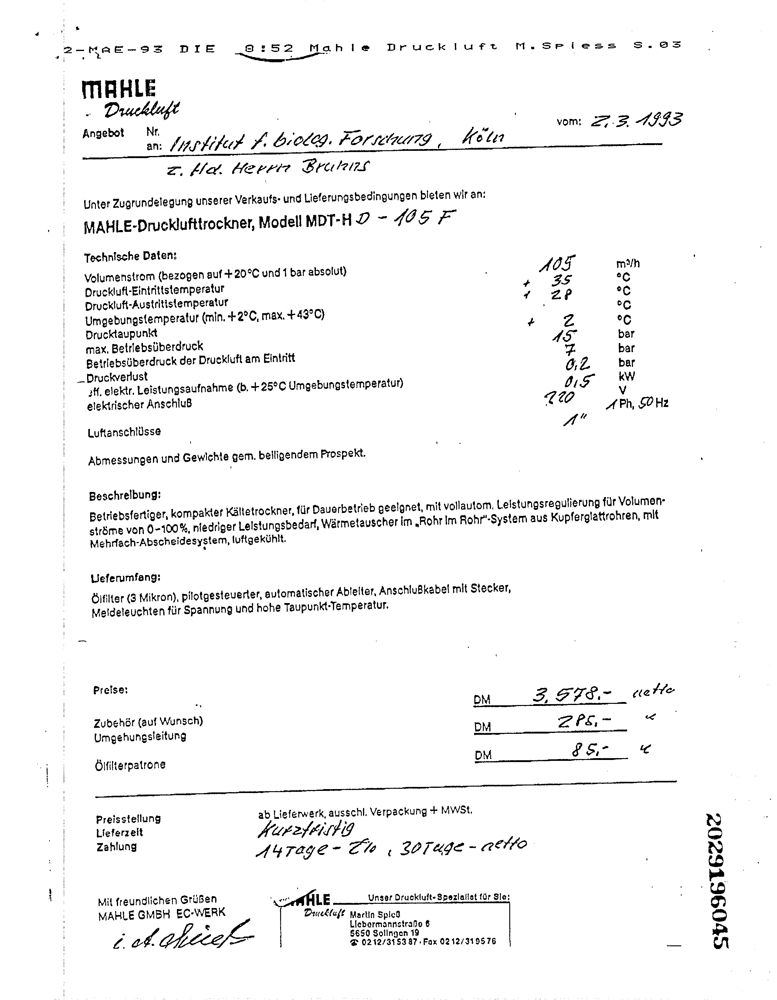 2-MAE-93 DIE 8:52 Mahle Druckluft M.Spiess S.03
MAHLE
Druckluft
Angebot Nr. vom: 2.3.1993
an: Institut f. biolog. Forschung, Köln
z. Hd. Herrn Bruhns
Unter Zugrundelegung unserer Verkaufs- und Lieferungsbedingungen bieten wir an:
MAHLE-Drucklufttrockner, Modell MDT-H D - 105 F
Technische Daten:
Volumenstrom (bezogen auf +20°C und 1 bar absolut) 105 m³/h
Druckluft-Eintrittstemperatur + 35 °C
Druckluft-Austrittstemperatur + 28 °C
Umgebungstemperatur (min. +2°C, max. +43°C) °C
Drucktaupunkt + 2 °C
max. Betriebsüberdruck 15 bar
Betriebsüberdruck der Druckluft am Eintritt 7 bar
Druckverlust 0,2 bar
eff. elektr. Leistungsaufnahme (b. +25°C Umgebungstemperatur) 0,5 kW
elektrischer Anschluß 220 V 1 Ph, 50 Hz
Luftanschlüsse 1"
Abmessungen und Gewichte gem. beiligendem Prospekt.
Beschreibung:
Betriebsfertiger, kompakter Kältetrockner, für Dauerbetrieb geeignet, mit vollautom. Leistungsregulierung für Volumen-
ströme von 0-100%, niedriger Leistungsbedarf, Wärmetauscher im „Rohr im Rohr"-System aus Kupferglattrohren, mit
Mehrfach-Abscheidesystem, luftgekühlt.
Lieferumfang:
Ölfilter (3 Mikron), pilotgesteuerter, automatischer Ableiter, Anschlußkabel mit Stecker,
Meldeleuchten für Spannung und hohe Taupunkt-Temperatur.
Preise: DM 3.578.- netto
Zubehör (auf Wunsch)
Umgehungsleitung DM 285,- "
Ölfilterpatrone DM 85,- "
Preisstellung ab Lieferwerk, ausschl. Verpackung + MWSt.
Lieferzeit Kurzfristig
Zahlung 14 Tage - 2%, 30 Tage - netto
Mit freundlichen Grüßen
MAHLE GMBH EC-WERK
i. A.
MAHLE Unser Druckluft-Spezialist für Sie:
Druckluft Martin Spieß
Liebermannstraße 6
5650 Solingen 19
☎ 0212/315387 · Fax 0212/319576
2029196045